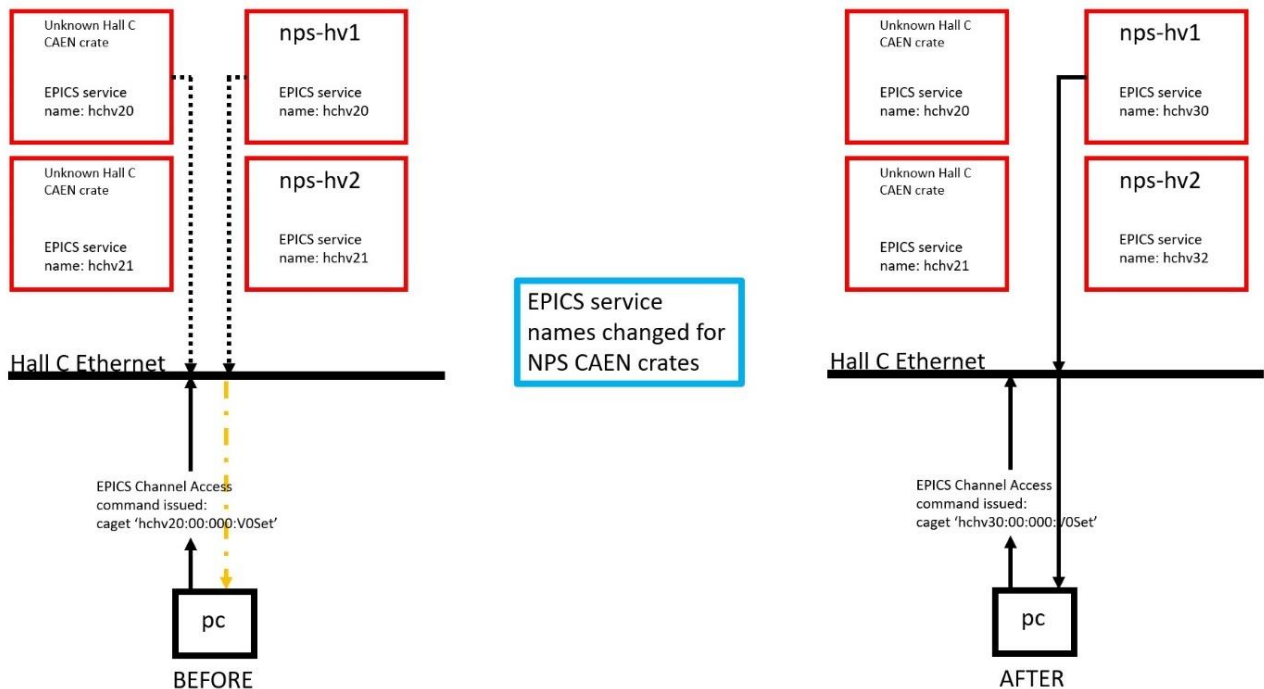 Unknown Hall C
CAEN crate
EPICS service
name: hchv20
nps-hv1
EPICS service
name: hchv20
Unknown Hall C
CAEN crate
EPICS service
name: hchv21
nps-hv2
EPICS service
name: hchv21
Hall C Ethernet
EPICS Channel Access
command issued:
caget ‘hchv20:00:000:V0Set’
pc
BEFORE
EPICS service
names changed for
NPS CAEN crates
Unknown Hall C
CAEN crate
EPICS service
name: hchv20
nps-hv1
EPICS service
name: hchv30
Unknown Hall C
CAEN crate
EPICS service
name: hchv21
nps-hv2
EPICS service
name: hchv32
Hall C Ethernet
EPICS Channel Access
command issued:
caget ‘hchv30:00:000:V0Set’
pc
AFTER